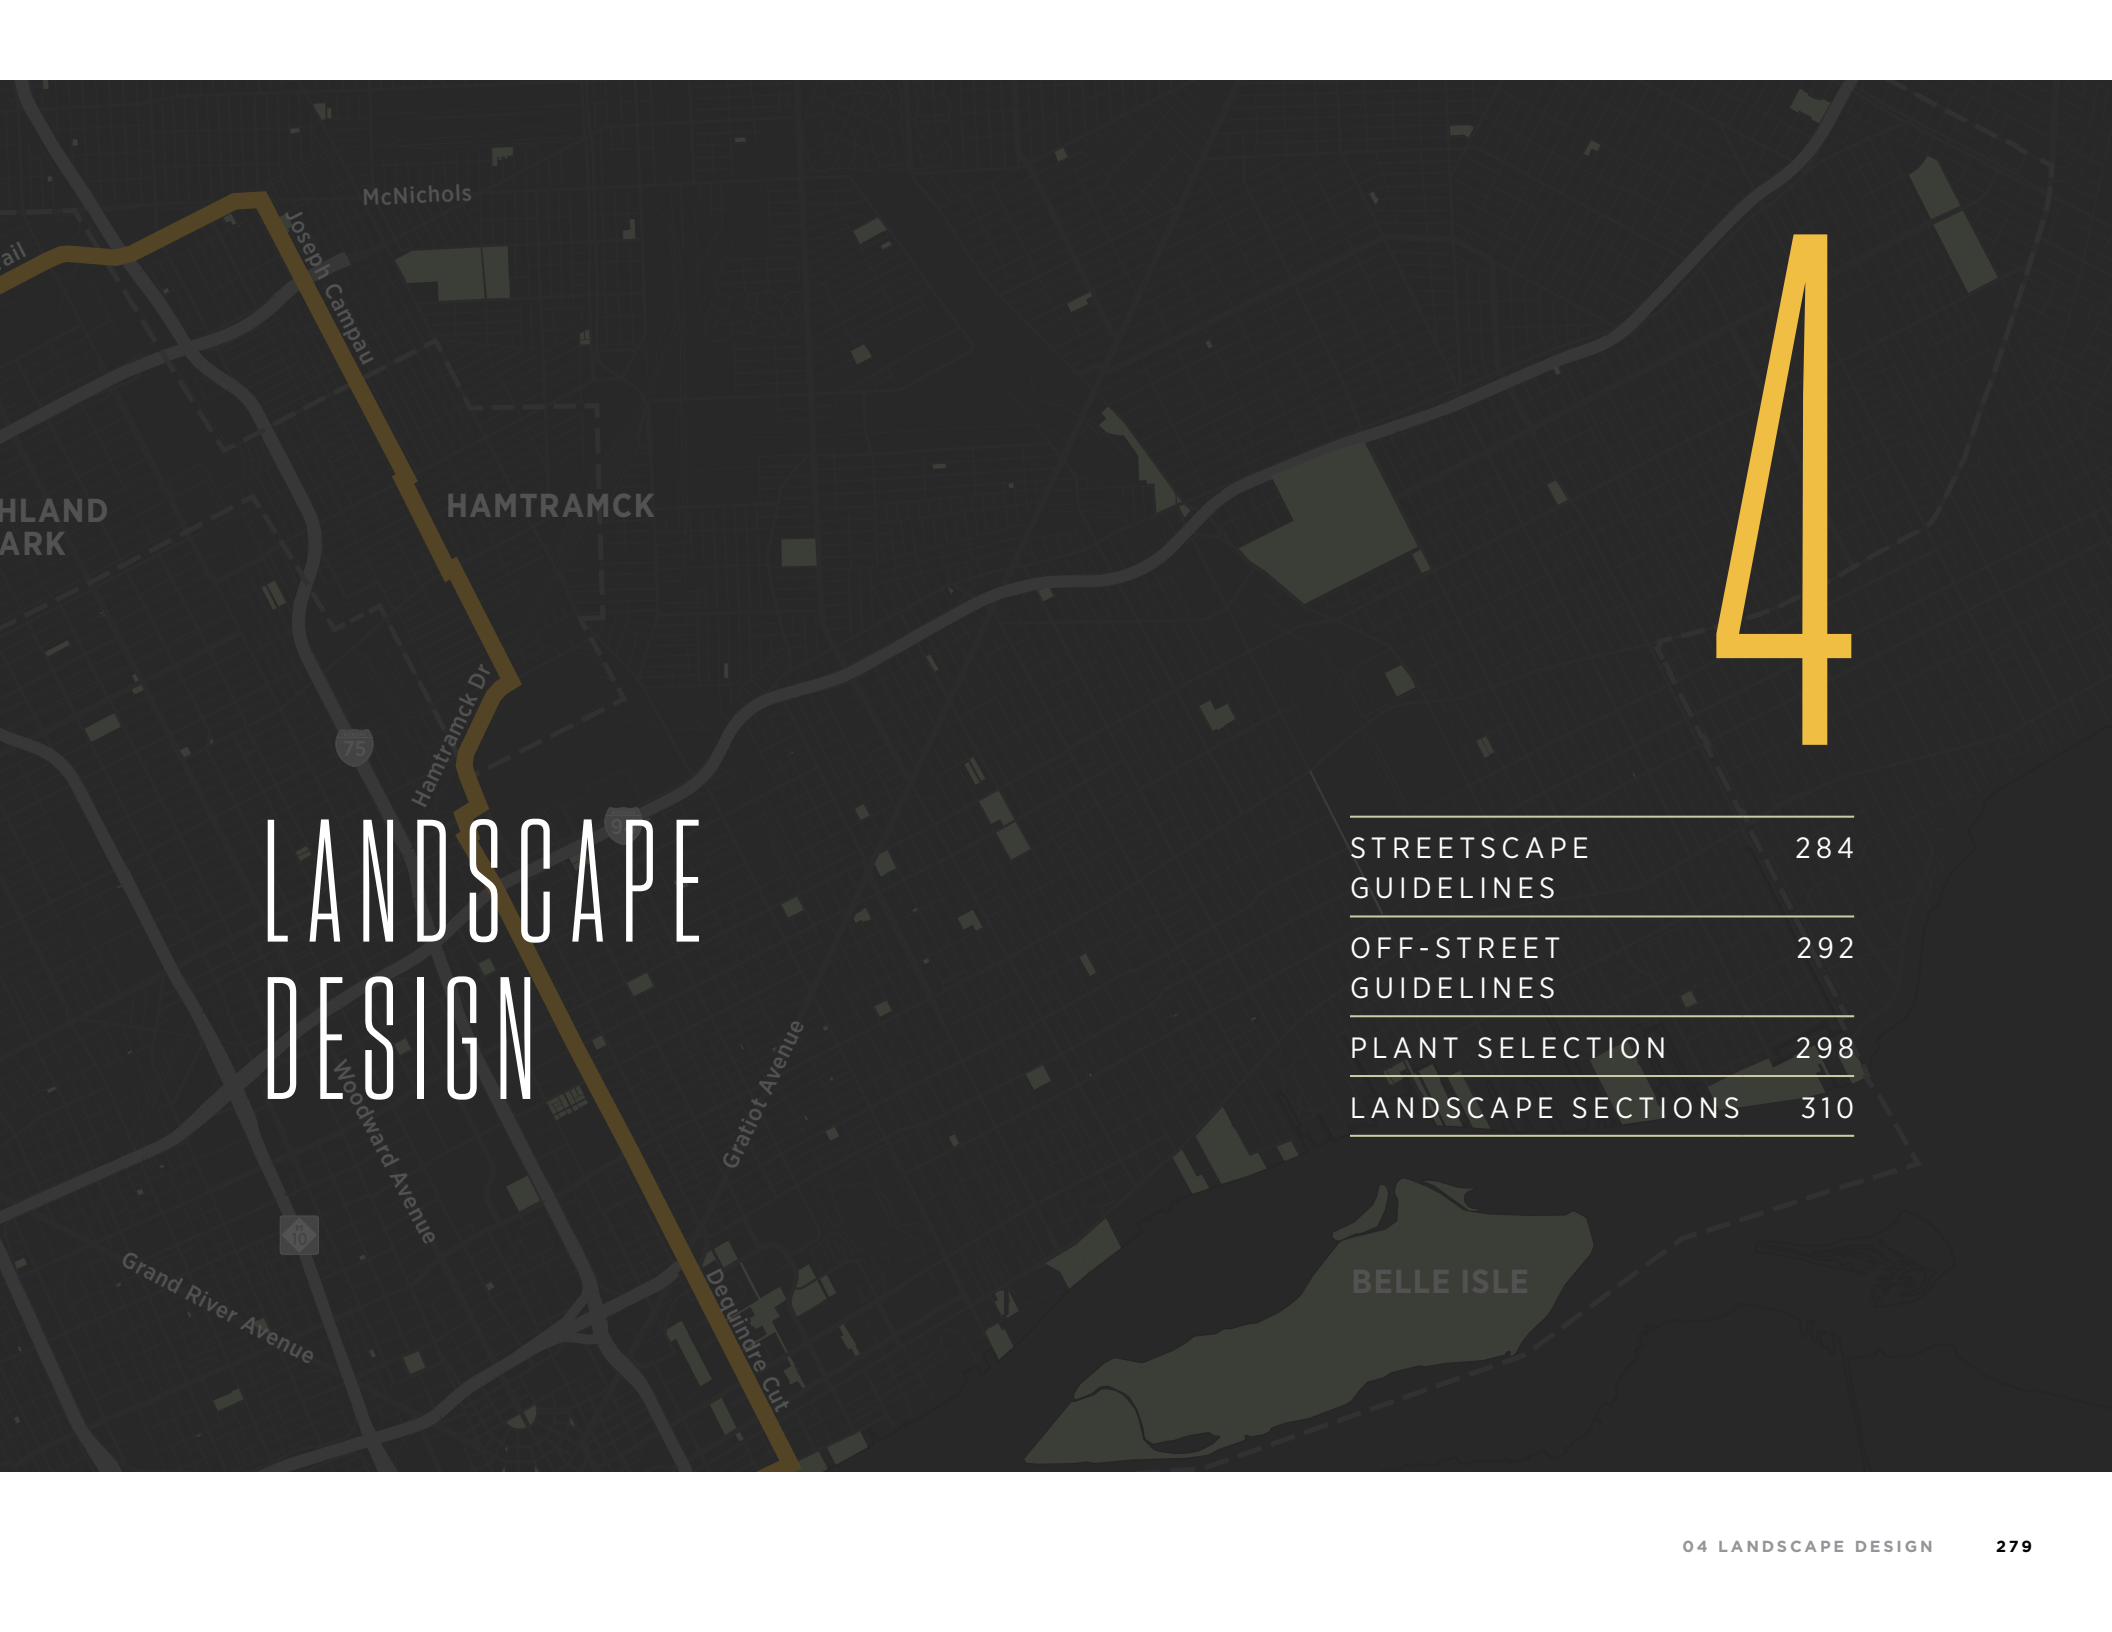 McNichols
ail
Joseph Campau
HLAND
ARK
HAMTRAMCK
Hamtramck Dr
75
4
LANDSCAPE
DESIGN
STREETSCAPE 284
GUIDELINES
OFF-STREET 292
GUIDELINES
PLANT SELECTION 298
LANDSCAPE SECTIONS 310
Woodward Avenue
Gratiot Avenue
10
Grand River Avenue
Dequindre Cut
BELLE ISLE
04 LANDSCAPE DESIGN 279